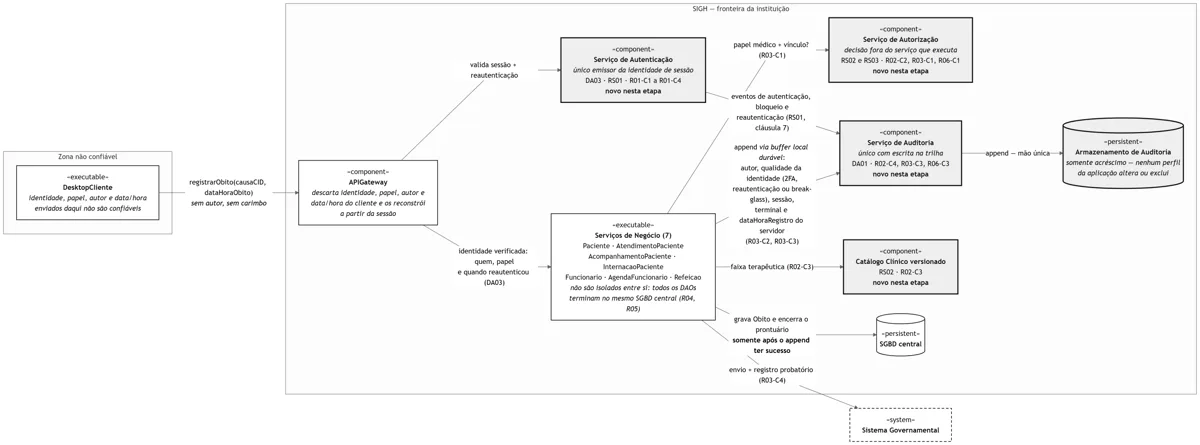 SIGH — fronteira da instituição
Zona não confiável
«executable»
DesktopCliente
identidade, papel, autor e data/hora
enviados daqui não são confiáveis
registrarObito(causaCID,
dataHoraObito)
sem autor, sem carimbo
«component»
APIGateway
descarta identidade, papel, autor e
data/hora do cliente e os reconstrói
a partir da sessão
valida sessão +
reautenticação
identidade verificada:
quem, papel
e quando reautenticou
(DA03)
«component»
Serviço de Autenticação
único emissor da identidade de sessão
DA03 · RS01 · R01-C1 a R01-C4
novo nesta etapa
«executable»
Serviços de Negócio (7)
Paciente · AtendimentoPaciente
AcompanhamentoPaciente ·
InternacaoPaciente
Funcionario · AgendaFuncionario · Refeicao
não são isolados entre si: todos os DAOs
terminam no mesmo SGBD central (R04,
R05)
papel médico + vínculo?
(R03-C1)
eventos de autenticação,
bloqueio e
reautenticação (RS01,
cláusula 7)
append via buffer local
durável:
autor, qualidade da
identidade (2FA,
reautenticação ou break-
glass), sessão,
terminal e
dataHoraRegistro do
servidor
(R03-C2, R03-C3)
faixa terapêutica (R02-C3)
grava Obito e encerra o
prontuário
somente após o append
ter sucesso
envio + registro probatório
(R03-C4)
«component»
Serviço de Autorização
decisão fora do serviço que executa
RS02 e RS03 · R02-C2, R03-C1, R06-C1
novo nesta etapa
«component»
Serviço de Auditoria
único com escrita na trilha
DA01 · R02-C4, R03-C3, R06-C3
novo nesta etapa
append — mão única
«persistent»
Armazenamento de Auditoria
somente acréscimo — nenhum perfil
da aplicação altera ou exclui
«component»
Catálogo Clínico versionado
RS02 · R02-C3
novo nesta etapa
«persistent»
SGBD central
«system»
Sistema Governamental